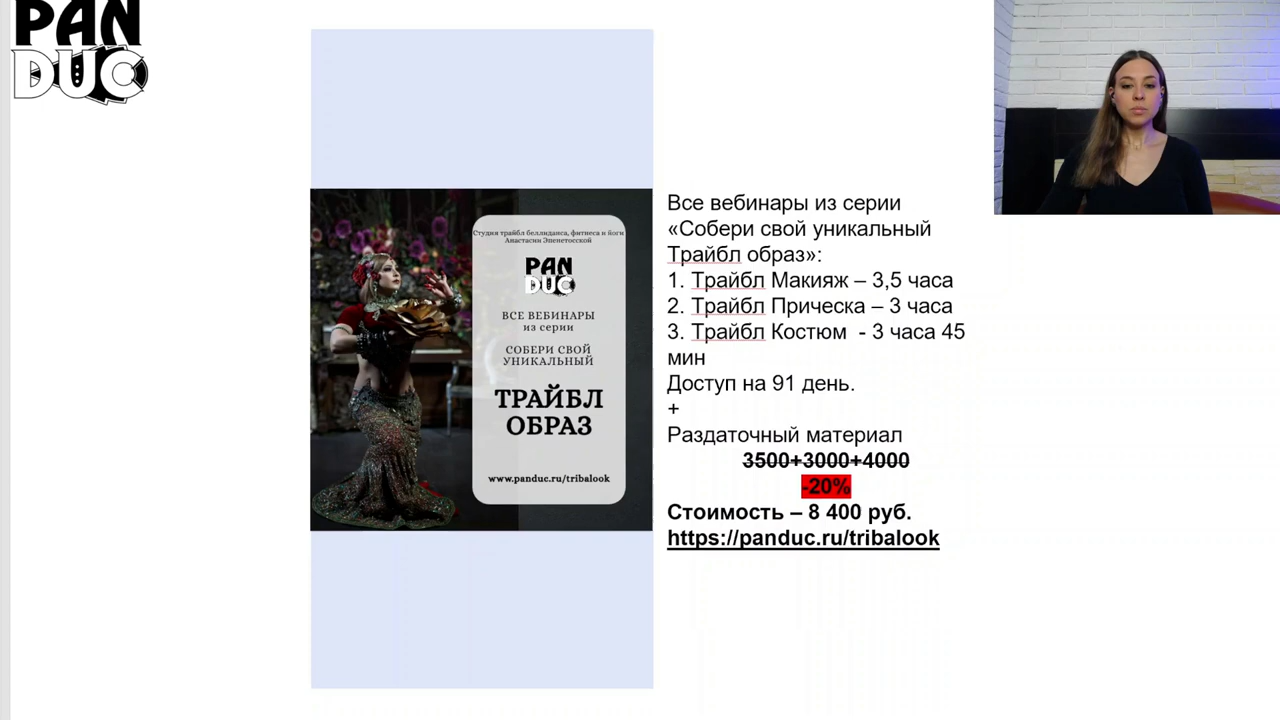 PAN
DUC
Студия трайбл беллиданса, фитнеса и йоги
Анастасии Эпенетосской
PAN
DUC
ВСЕ ВЕБИНАРЫ
из серии
СОБЕРИ СВОЙ
УНИКАЛЬНЫЙ
ТРАЙБЛ
ОБРАЗ
www.panduc.ru/tribalook
Все вебинары из серии
«Собери свой уникальный
Трайбл образ»:
1. Трайбл Макияж – 3,5 часа
2. Трайбл Прическа – 3 часа
3. Трайбл Костюм - 3 часа 45
мин
Доступ на 91 день.
+
Раздаточный материал
3500+3000+4000
-20%
Стоимость – 8 400 руб.
https://panduc.ru/tribalook